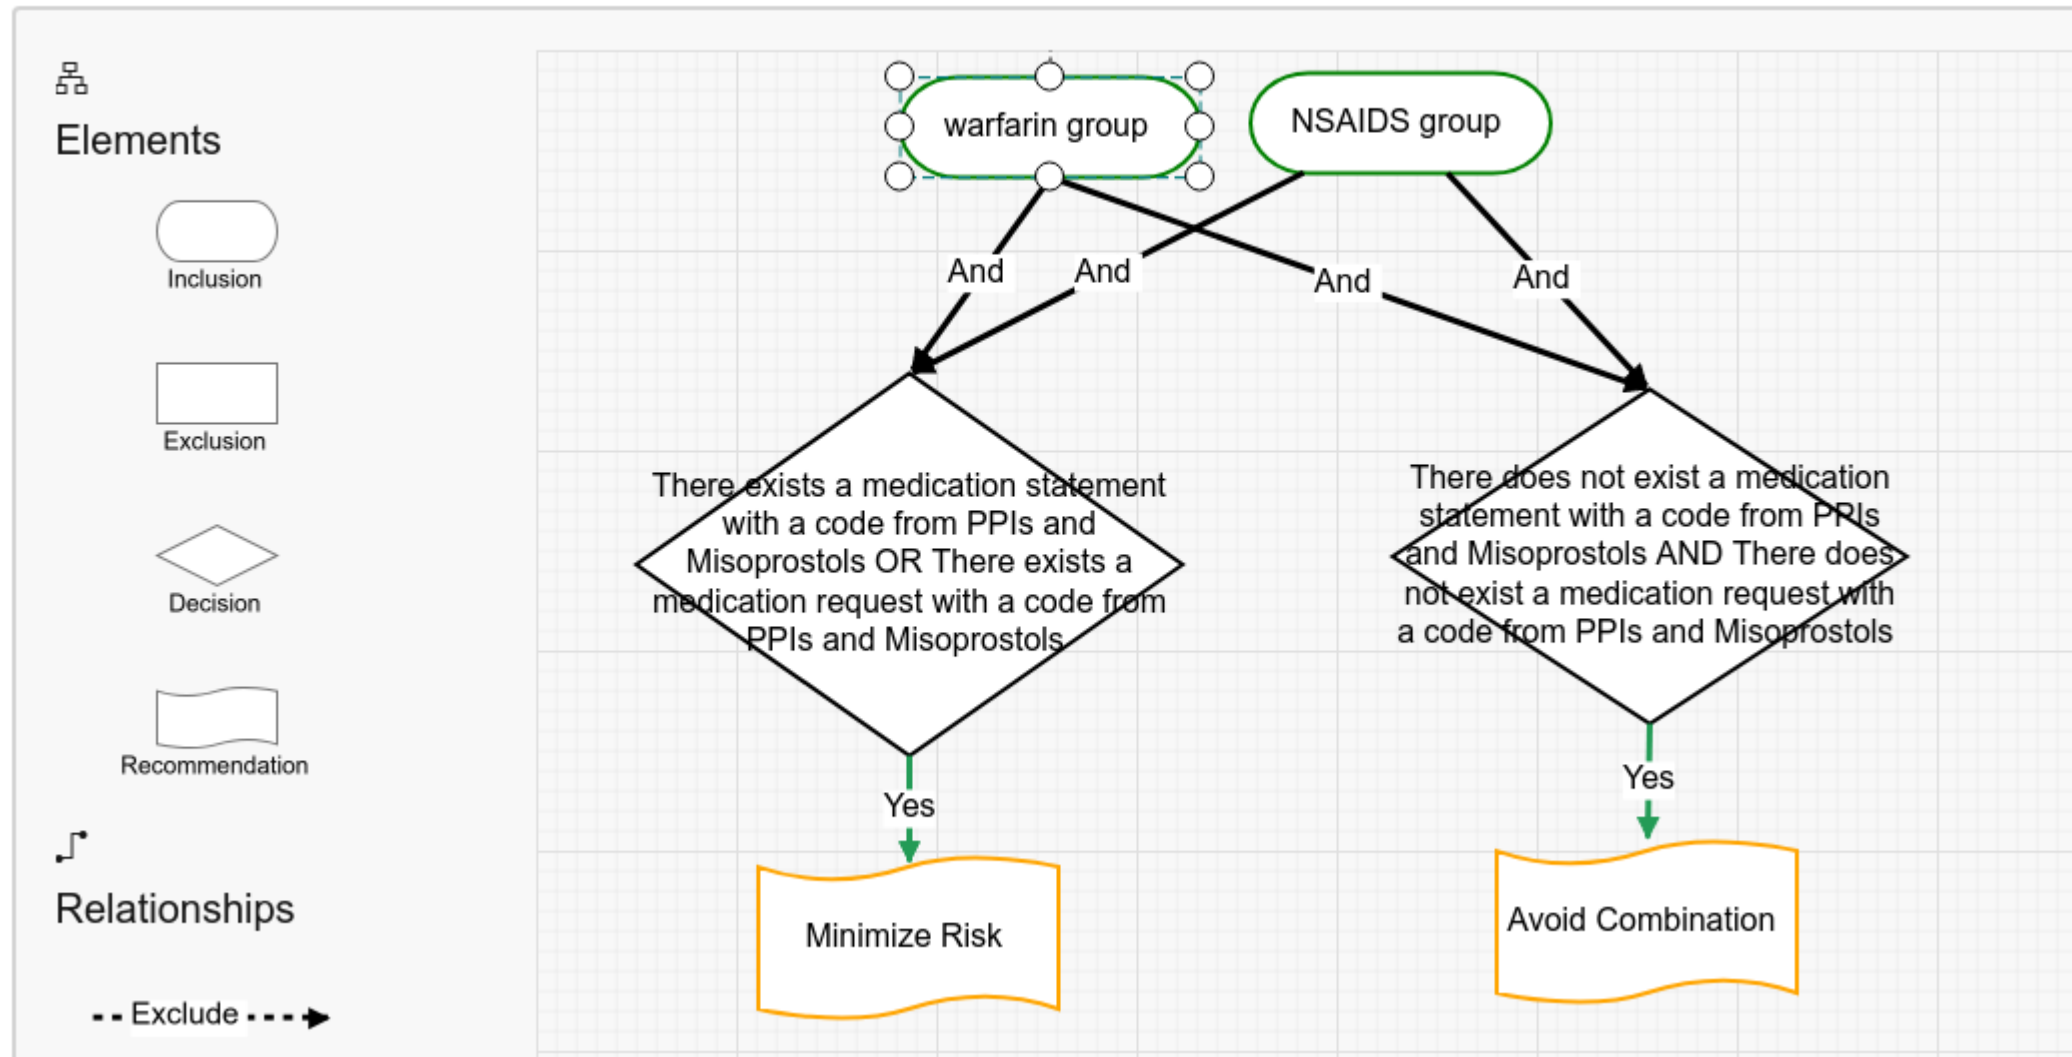 Elements
Inclusion
Exclusion
Decision
Recommendation
Relationships
Exclude
warfarin group
NSAIDS group
And
And
And
And
There exists a medication statement
with a code from PPIs and
Misoprostols OR There exists a
medication request with a code from
PPIs and Misoprostols
There does not exist a medication
statement with a code from PPIs
and Misoprostols AND There does
not exist a medication request with
a code from PPIs and Misoprostols
Yes
Yes
Minimize Risk
Avoid Combination